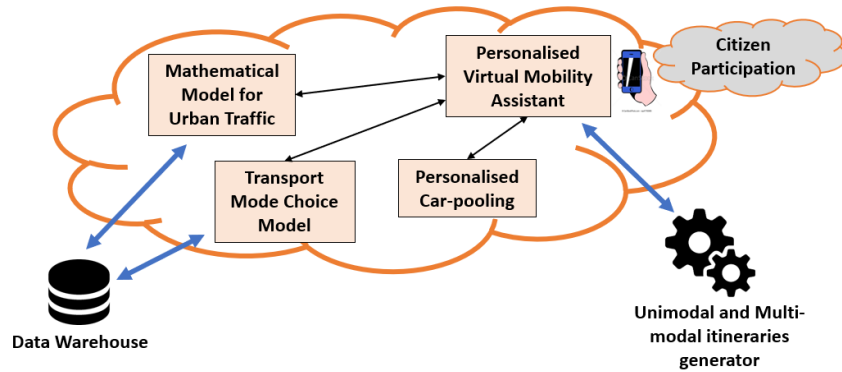 Mathematical
Model for
Urban Traffic
Personalised
Virtual Mobility
Assistant
Citizen
Participation
Transport
Mode Choice
Model
Personalised
Car-pooling
Data Warehouse
Unimodal and Multi-
modal itineraries
generator